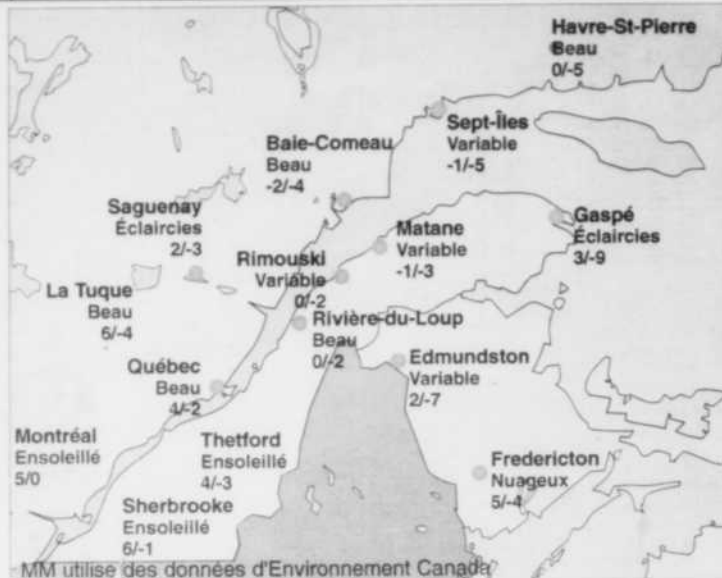 Havre-St-Pierre
Beau
0/-5
Sept-Îles
Variable
-1/-5
Baie-Comeau
Beau
-2/-4
Saguenay
Éclaircies
2/-3
Matane
Variable
-1/-3
Gaspé
Éclaircies
3/-9
Rimouski
Variable
0/-2
La Tuque
Beau
6/-4
Rivière-du-Loup
Beau
0/-2
Québec
Beau
4/-2
Edmundston
Variable
2/-7
Montréal
Ensoleillé
5/0
Thetford
Ensoleillé
4/-3
Fredericton
Nuageux
5/-4
Sherbrooke
Ensoleillé
6/-1
MM utilise des données d'Environnement Canada